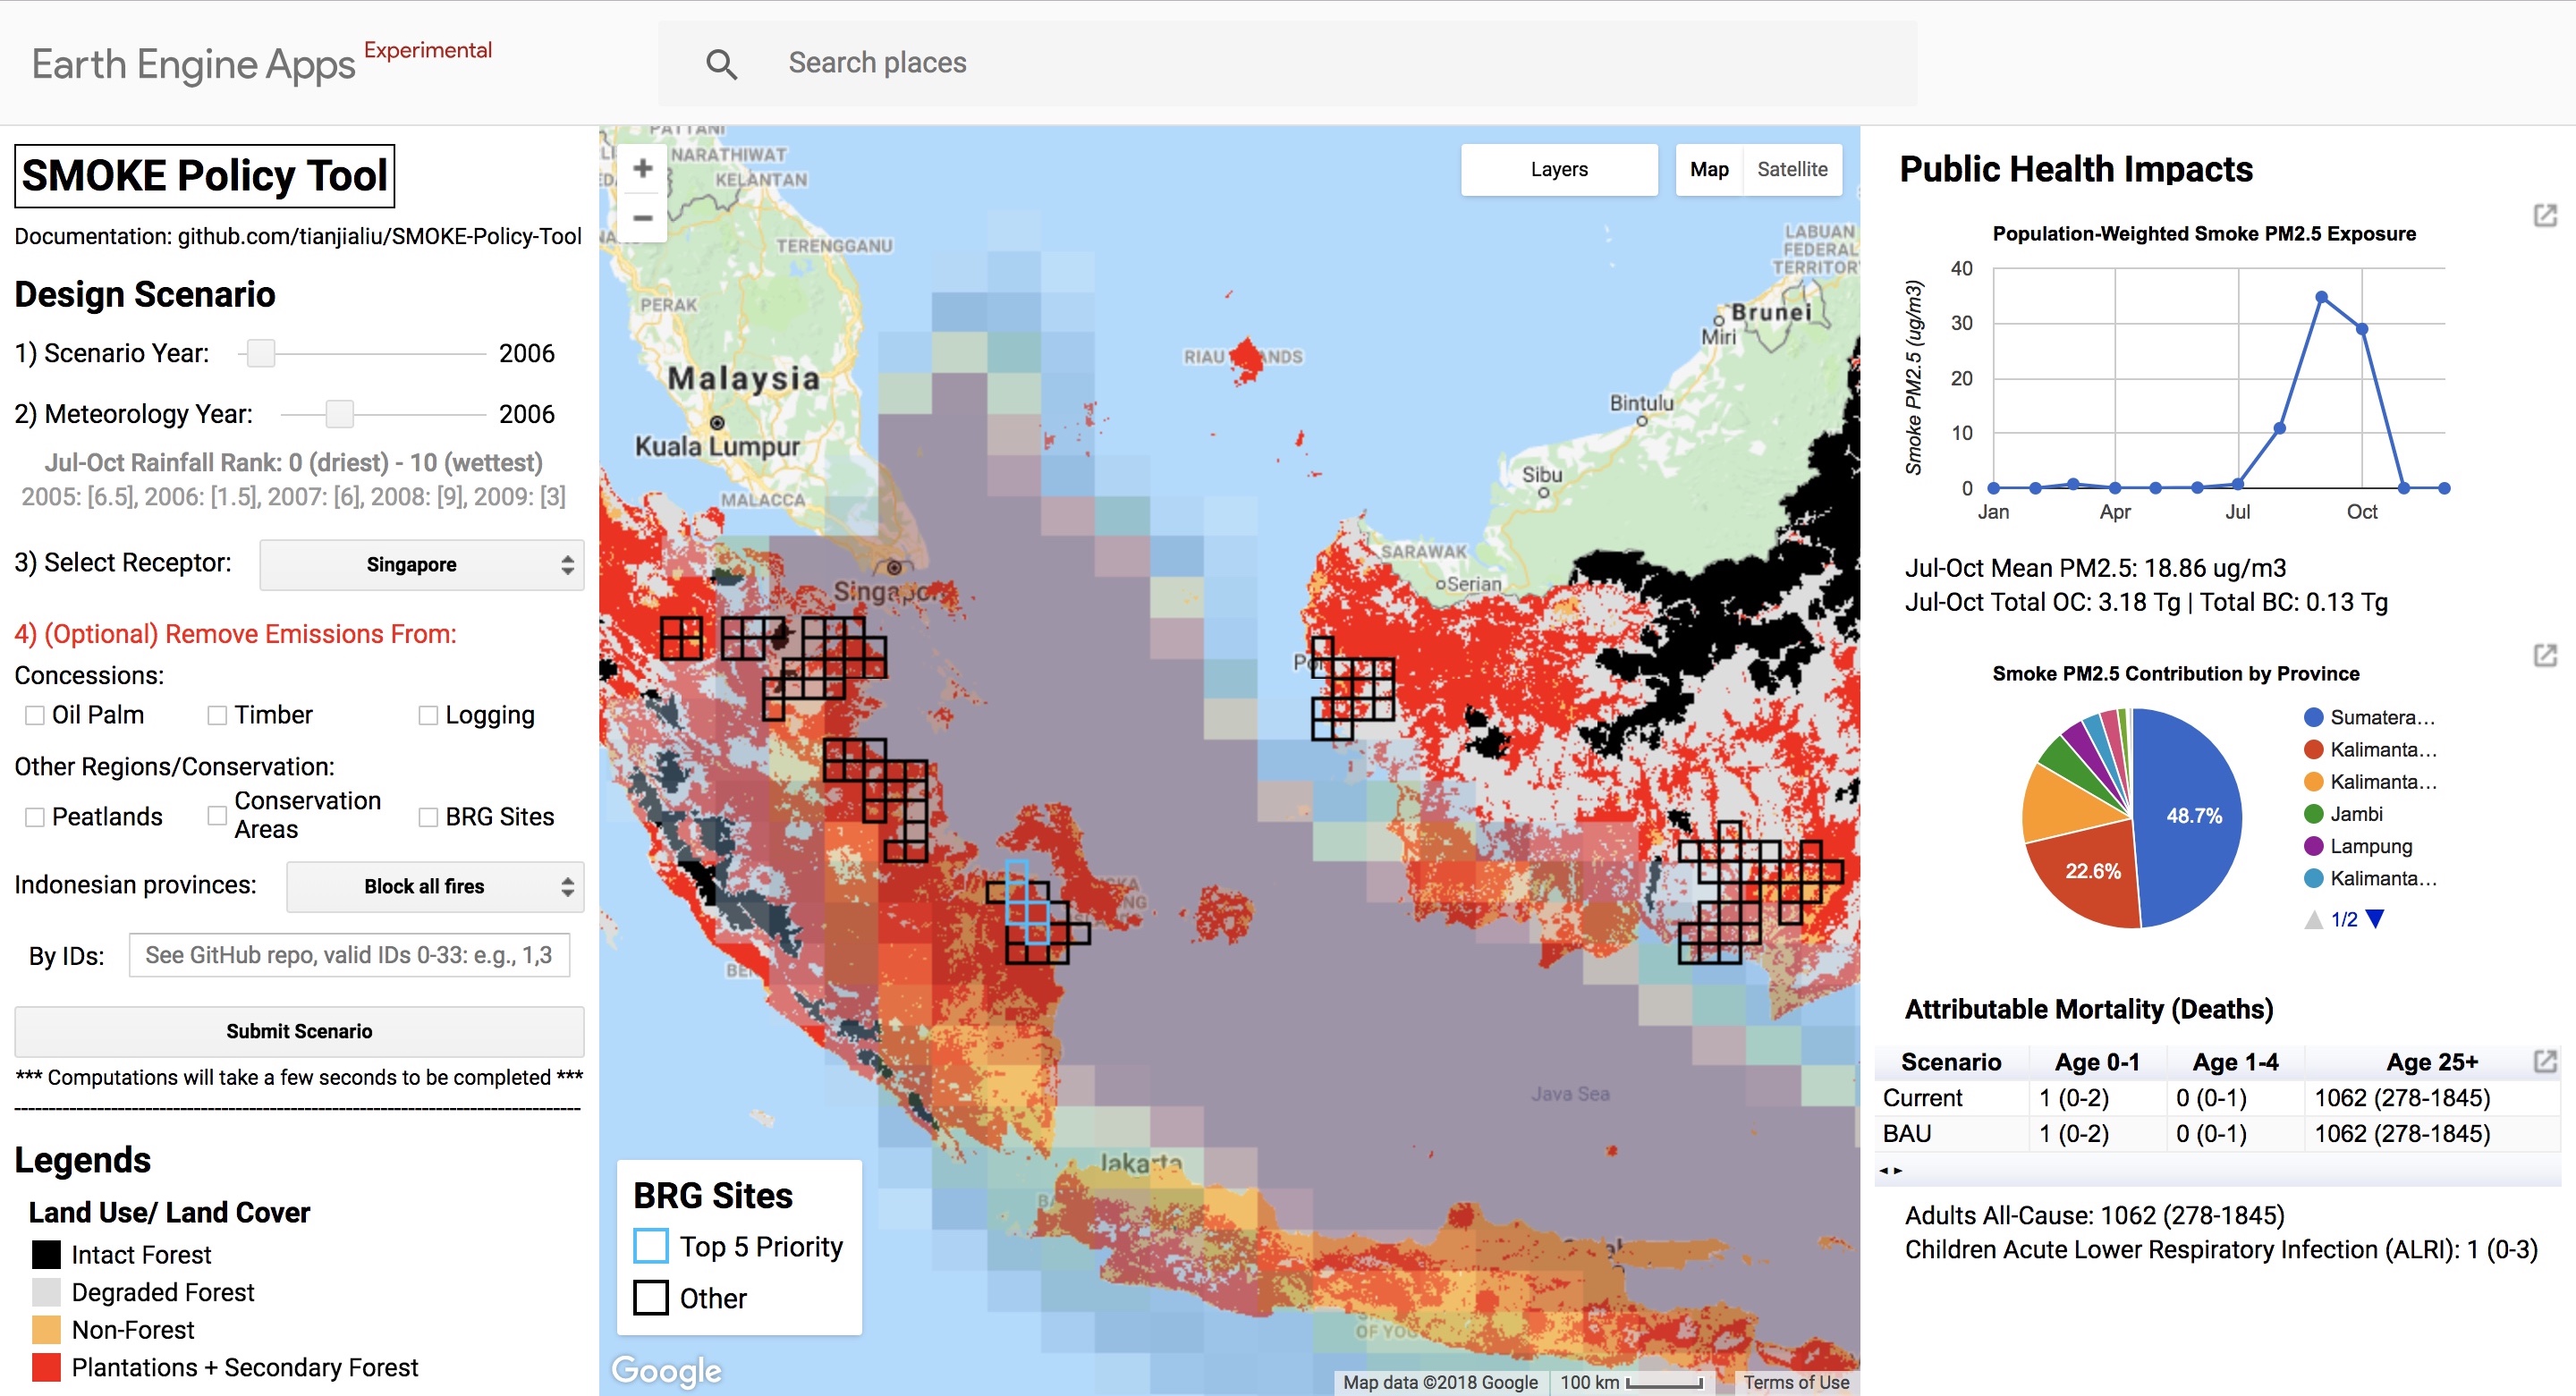 Earth Engine Apps Experimental
Search places
SMOKE Policy Tool
Documentation: github.com/tianjialiu/SMOKE-Policy-Tool
Design Scenario
1) Scenario Year: 2006
2) Meteorology Year: 2006
Jul-Oct Rainfall Rank: 0 (driest) - 10 (wettest)
2005: [6.5], 2006: [1.5], 2007: [6], 2008: [9], 2009: [3]
3) Select Receptor: Singapore
4) (Optional) Remove Emissions From:
Concessions:
Oil Palm Timber Logging
Other Regions/Conservation:
Peatlands Conservation Areas BRG Sites
Indonesian provinces: Block all fires
By IDs: See GitHub repo, valid IDs 0-33: e.g., 1,3
Submit Scenario
*** Computations will take a few seconds to be completed ***
Legends
Land Use/ Land Cover
Intact Forest
Degraded Forest
Non-Forest
Plantations + Secondary Forest
+
−
Layers
Map Satellite
PATTANI
NARATHIWAT
KELANTAN
TERENGGANU
PERAK
Malaysia
Kuala Lumpur
MALACCA
Singapor
RIAU ANDS
LABUAN
FEDERAL
TERRITOR
Brunei
Miri
Bintulu
Sibu
SARAWAK
Serian
Java Sea
Jakarta
OF YOG
BRG Sites
Top 5 Priority
Other
Google
Map data ©2018 Google 100 km Terms of Use
Public Health Impacts
Population-Weighted Smoke PM2.5 Exposure
Smoke PM2.5 (ug/m3)
40
30
20
10
0
Jan Apr Jul Oct
Jul-Oct Mean PM2.5: 18.86 ug/m3
Jul-Oct Total OC: 3.18 Tg | Total BC: 0.13 Tg
Smoke PM2.5 Contribution by Province
48.7%
22.6%
Sumatera…
Kalimanta…
Kalimanta…
Jambi
Lampung
Kalimanta…
1/2
Attributable Mortality (Deaths)
Scenario Age 0-1 Age 1-4 Age 25+
Current 1 (0-2) 0 (0-1) 1062 (278-1845)
BAU 1 (0-2) 0 (0-1) 1062 (278-1845)
Adults All-Cause: 1062 (278-1845)
Children Acute Lower Respiratory Infection (ALRI): 1 (0-3)